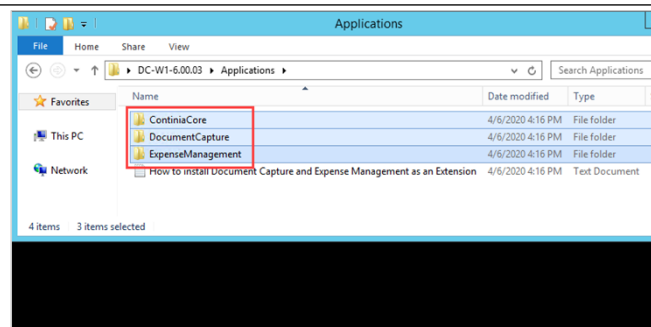 Applications
File Home Share View
DC-W1-6.00.03 Applications Search Applications
Favorites
This PC
Network
Name Date modified Type
ContiniaCore 4/6/2020 4:16 PM File folder
DocumentCapture 4/6/2020 4:16 PM File folder
ExpenseManagement 4/6/2020 4:16 PM File folder
How to install Document Capture and Expense Management as an Extension 4/6/2020 4:16 PM Text Document
4 items 3 items selected